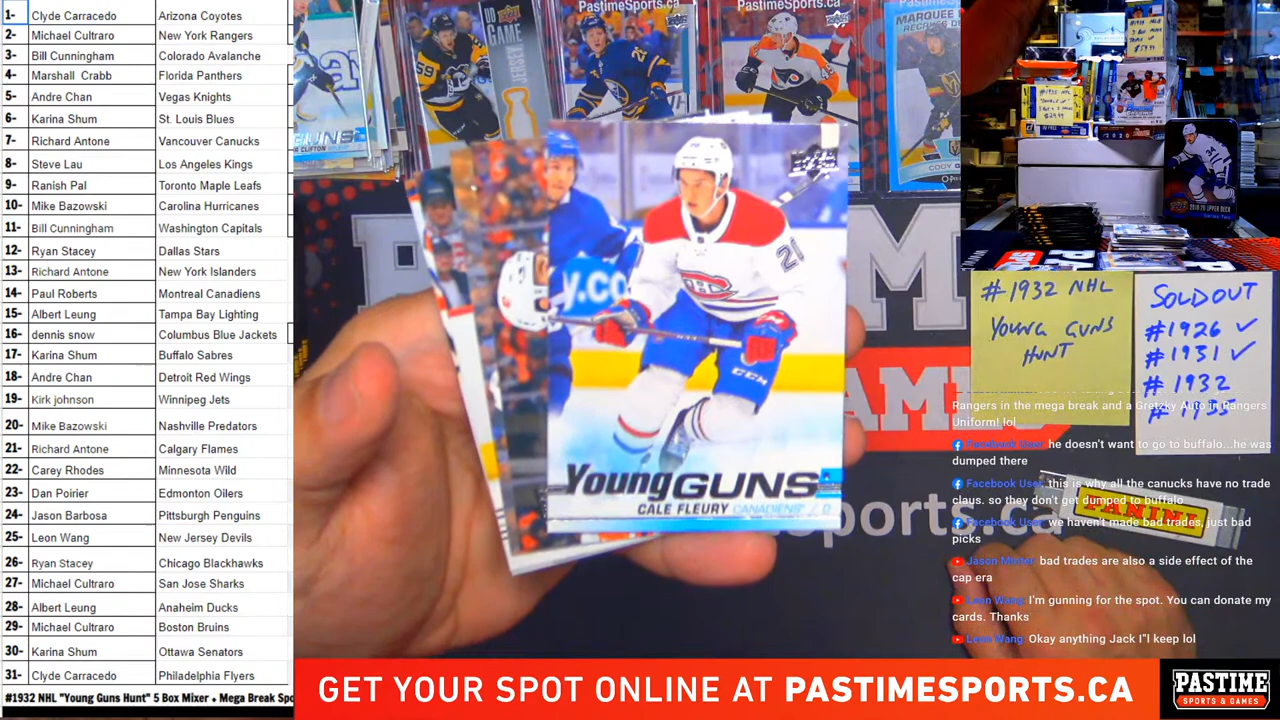 1- Clyde Carracedo Arizona Coyotes
2- Michael Cultraro New York Rangers
3- Bill Cunningham Colorado Avalanche
4- Marshall Crabb Florida Panthers
5- Andre Chan Vegas Knights
6- Karina Shum St. Louis Blues
7- Richard Antone Vancouver Canucks
8- Steve Lau Los Angeles Kings
9- Ranish Pal Toronto Maple Leafs
10- Mike Bazowski Carolina Hurricanes
11- Bill Cunningham Washington Capitals
12- Ryan Stacey Dallas Stars
13- Richard Antone New York Islanders
14- Paul Roberts Montreal Canadiens
15- Albert Leung Tampa Bay Lighting
16- dennis snow Columbus Blue Jackets
17- Karina Shum Buffalo Sabres
18- Andre Chan Detroit Red Wings
19- Kirk johnson Winnipeg Jets
20- Mike Bazowski Nashville Predators
21- Richard Antone Calgary Flames
22- Carey Rhodes Minnesota Wild
23- Dan Poirier Edmonton Oilers
24- Jason Barbosa Pittsburgh Penguins
25- Leon Wang New Jersey Devils
26- Ryan Stacey Chicago Blackhawks
27- Michael Cultraro San Jose Sharks
28- Albert Leung Anaheim Ducks
29- Michael Cultraro Boston Bruins
30- Karina Shum Ottawa Senators
31- Clyde Carracedo Philadelphia Flyers
#1932 NHL "Young Guns Hunt" 5 Box Mixer + Mega Break Spo
PastimeSports.ca
PastimeSports.ca
UD GAME JERSEY
MARQUEE
CLIFTON
21
y.co
CCM
Young GUNS
CALE FLEURY CANADIENS / D
sports.ca
#1932 NHL
YOUNG GUNS
HUNT
SOLD OUT
#1926 ✓
#1931 ✓
#1932
PANINI
Rangers in the mega break and a Gretzky Auto in Rangers
Uniform! lol
Facebook User he doesn't want to go to buffalo...he was
dumped there
Facebook User this is why all the canucks have no trade
claus. so they don't get dumped to buffalo
Facebook User we haven't made bad trades, just bad
picks
bad trades are also a side effect of the
cap era
Leon Wang I'm gunning for the spot. You can donate my
cards. Thanks
Leon Wang Okay anything Jack I"ll keep lol
GET YOUR SPOT ONLINE AT PASTIMESPORTS.CA
PASTIME
SPORTS & GAMES